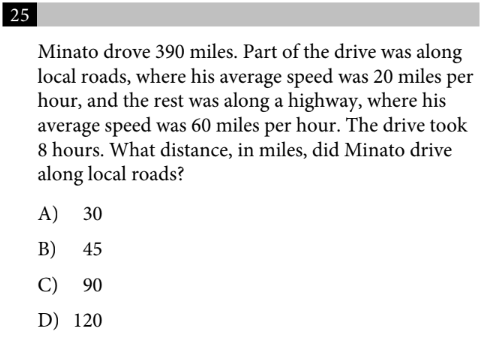 25
Minato drove 390 miles. Part of the drive was along
local roads, where his average speed was 20 miles per
hour, and the rest was along a highway, where his
average speed was 60 miles per hour. The drive took
8 hours. What distance, in miles, did Minato drive
along local roads?
A) 30
B) 45
C) 90
D) 120